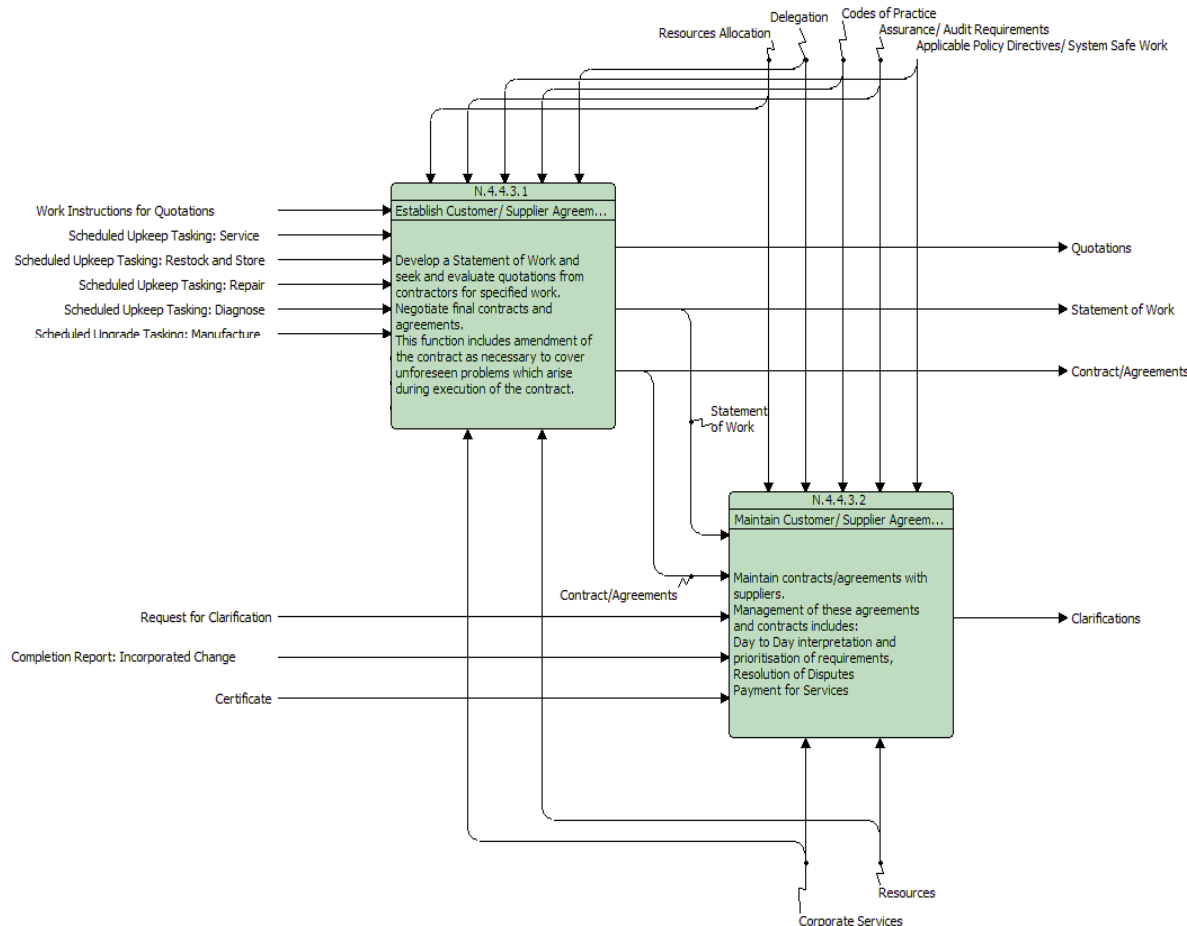 Delegation
Codes of Practice
Resources Allocation
Assurance/ Audit Requirements
Applicable Policy Directives/ System Safe Work
N.4.4.3.1
Establish Customer/ Supplier Agreem...
Work Instructions for Quotations
Scheduled Upkeep Tasking: Service
Scheduled Upkeep Tasking: Restock and Store
Scheduled Upkeep Tasking: Repair
Scheduled Upkeep Tasking: Diagnose
Scheduled Upgrade Tasking: Manufacture
Develop a Statement of Work and
seek and evaluate quotations from
contractors for specified work.
Negotiate final contracts and
agreements.
This function includes amendment of
the contract as necessary to cover
unforeseen problems which arise
during execution of the contract.
Quotations
Statement of Work
Contract/Agreements
Statement
of Work
Contract/Agreements
N.4.4.3.2
Maintain Customer/ Supplier Agreem...
Maintain contracts/agreements with
suppliers.
Management of these agreements
and contracts includes:
Day to Day interpretation and
prioritisation of requirements,
Resolution of Disputes
Payment for Services
Request for Clarification
Completion Report: Incorporated Change
Certificate
Clarifications
Resources
Corporate Services